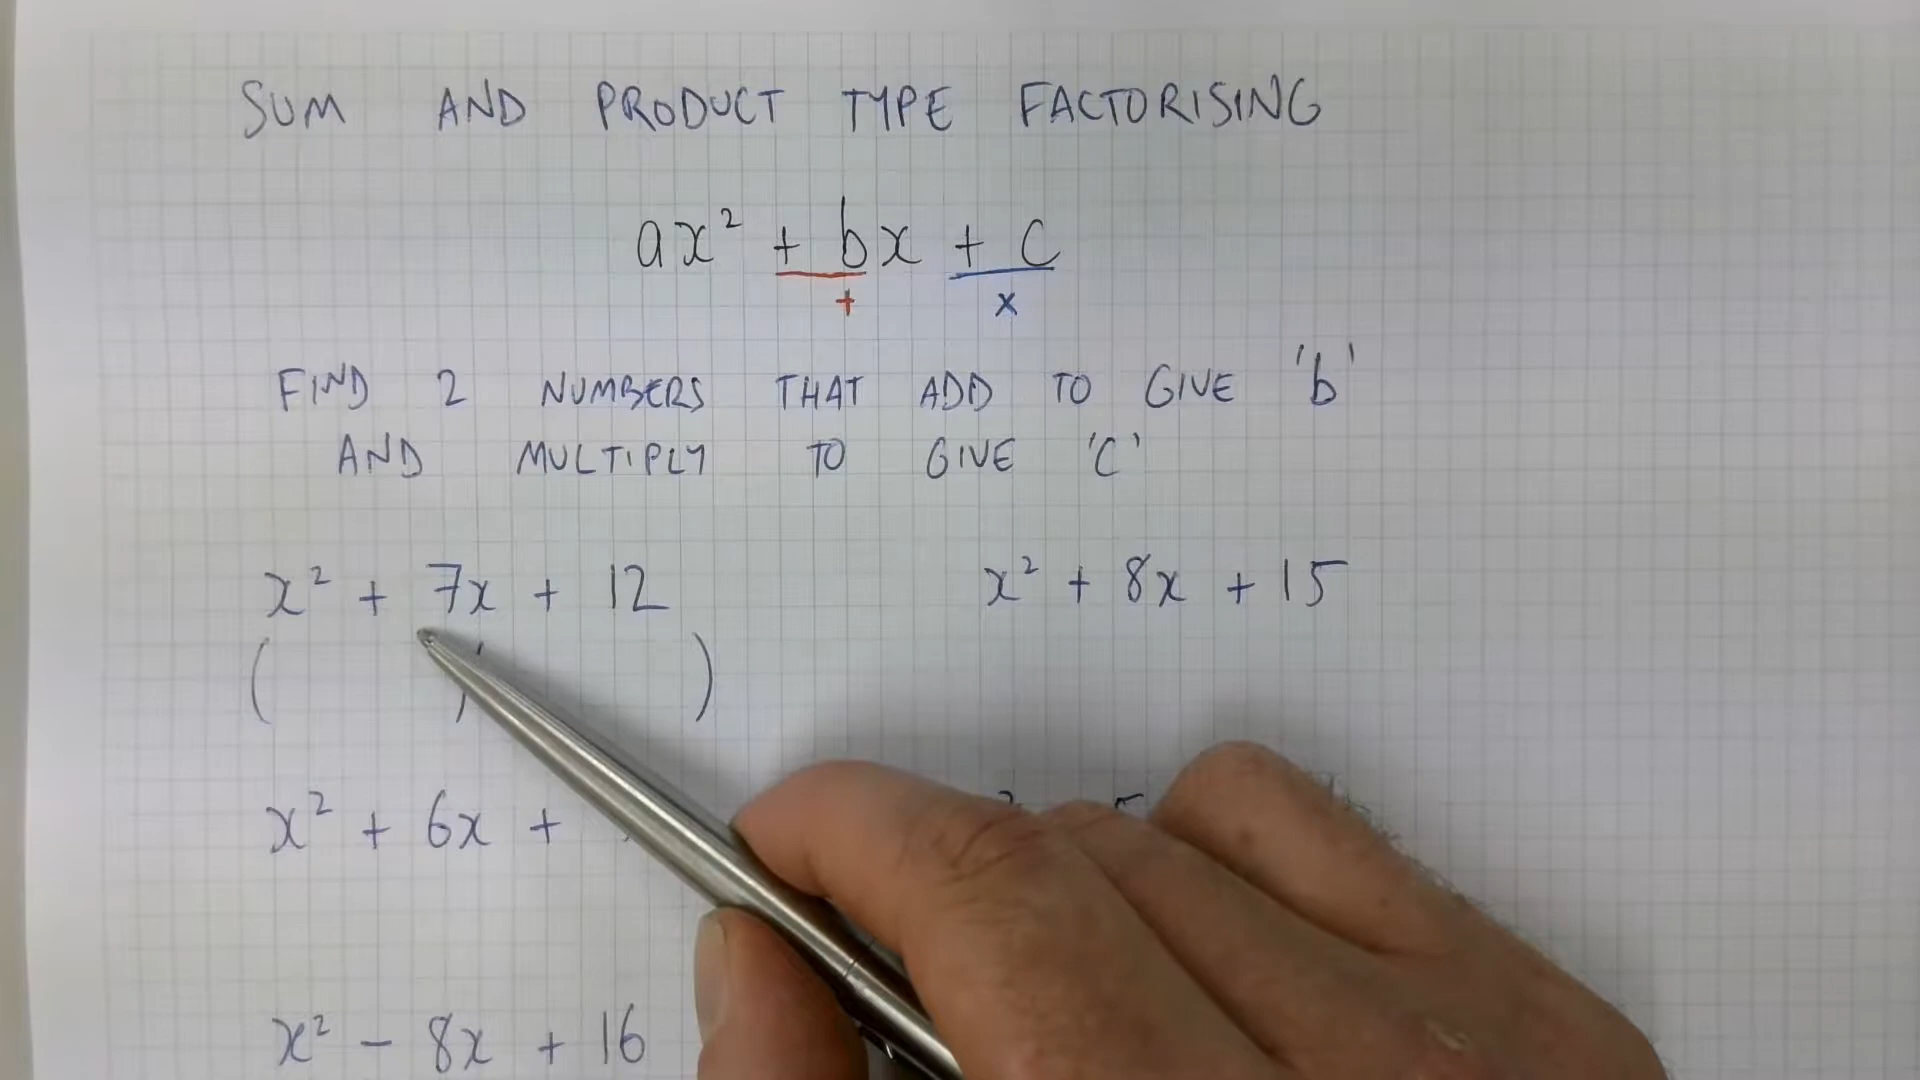 SUM AND PRODUCT TYPE FACTORISING
ax² + bx + c
+ x
FIND 2 NUMBERS THAT ADD TO GIVE 'b'
AND MULTIPLY TO GIVE 'C'
x² + 7x + 12
x² + 8x + 15
( )( )
x² + 6x +
x² - 8x + 16